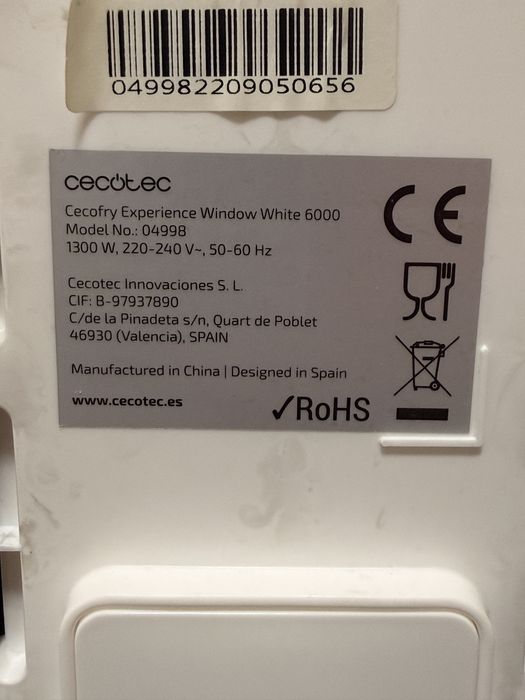 049982209050656
cecotec
Cecofry Experience Window White 6000
Model No.: 04998
1300 W, 220-240 V~, 50-60 Hz
Cecotec Innovaciones S. L.
CIF: B-97937890
C/de la Pinadeta s/n, Quart de Poblet
46930 (Valencia), SPAIN
Manufactured in China | Designed in Spain
www.cecotec.es
✓RoHS
CE